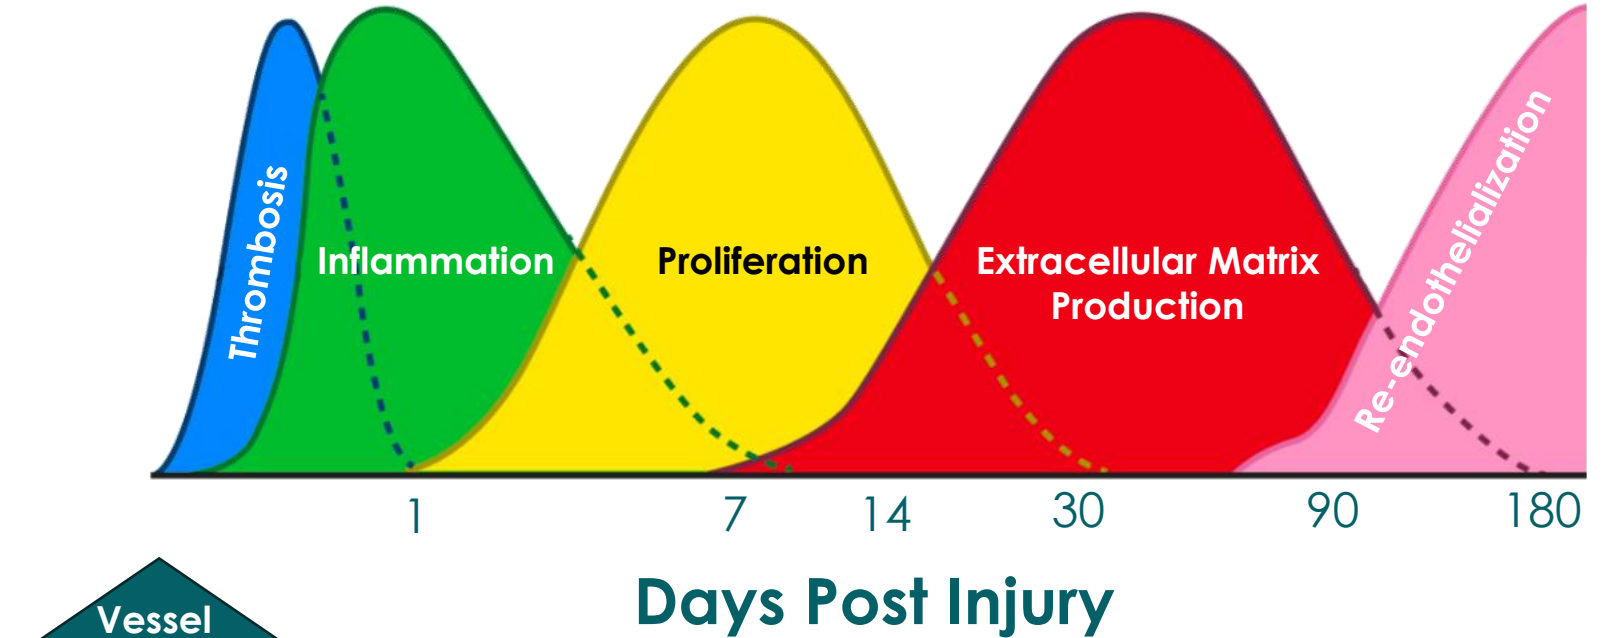 Thrombosis
Inflammation
Proliferation
Extracellular Matrix
Production
Re-endothelialization
1 7 14 30 90 180
Days Post Injury
Vessel